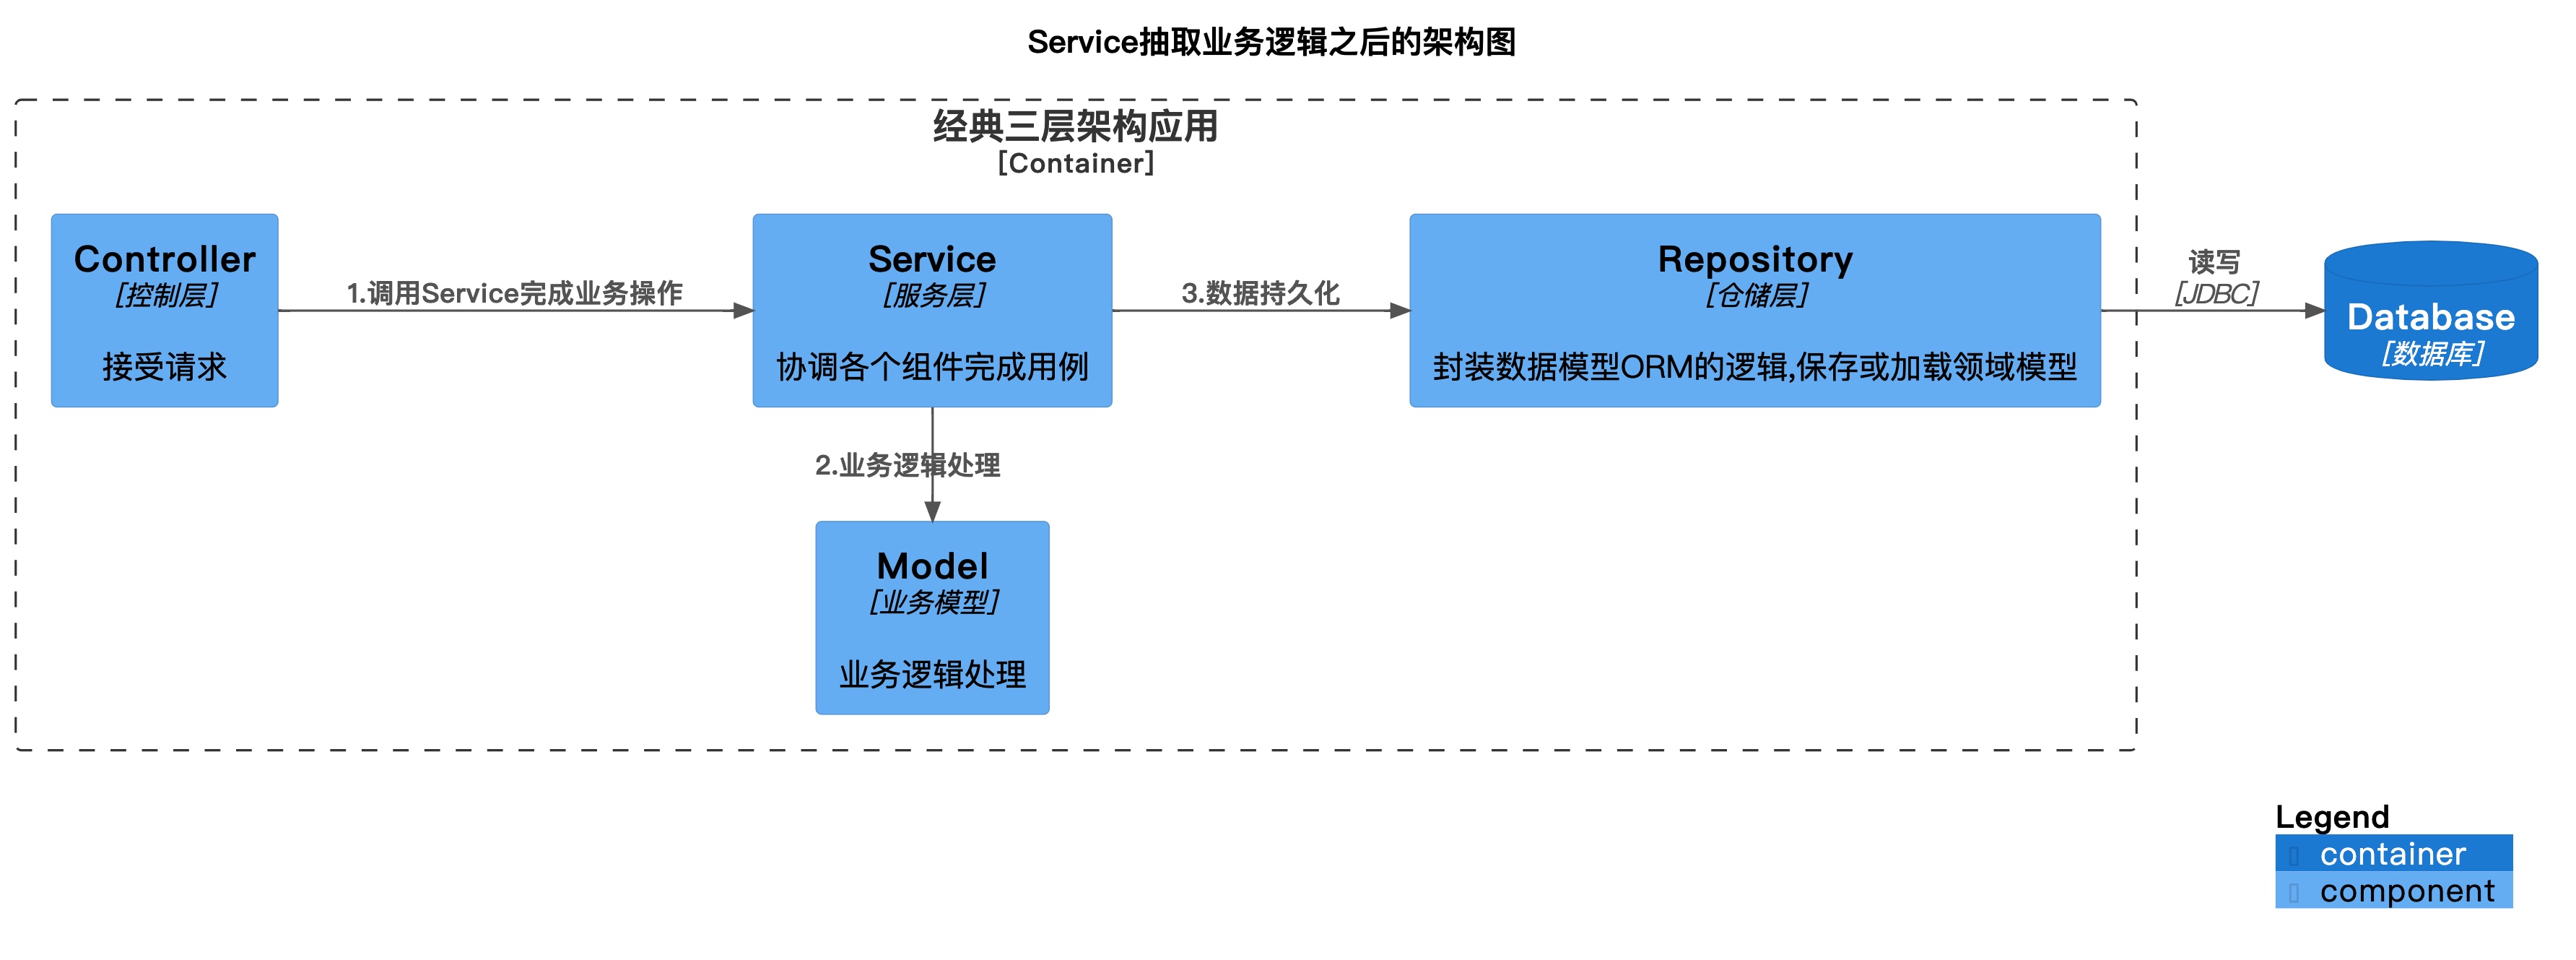 Service抽取业务逻辑之后的架构图
经典三层架构应用
[Container]
Controller
[控制层]
接受请求
1.调用Service完成业务操作
Service
[服务层]
协调各个组件完成用例
3.数据持久化
Repository
[仓储层]
封装数据模型ORM的逻辑,保存或加载领域模型
读写
[JDBC]
Database
[数据库]
2.业务逻辑处理
Model
[业务模型]
业务逻辑处理
Legend
container
component